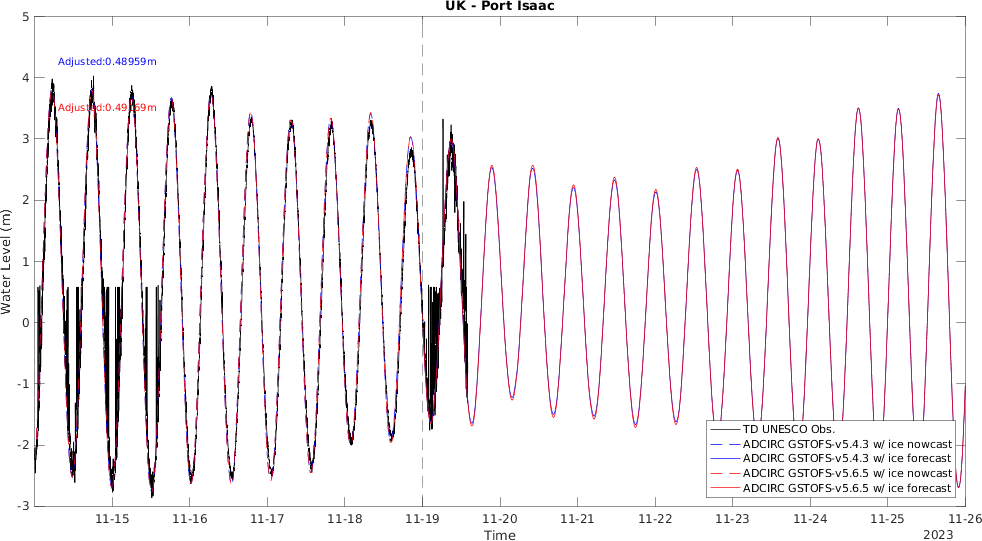 UK - Port Isaac
5
4
3
2
1
0
-1
-2
-3
Water Level (m)
Adjusted:0.48959m
TD UNESCO Obs.
ADCIRC GSTOFS-v5.4.3 w/ ice nowcast
ADCIRC GSTOFS-v5.4.3 w/ ice forecast
ADCIRC GSTOFS-v5.6.5 w/ ice nowcast
ADCIRC GSTOFS-v5.6.5 w/ ice forecast
11-15 11-16 11-17 11-18 11-19 11-20 11-21 11-22 11-23 11-24 11-25 11-26
Time
2023